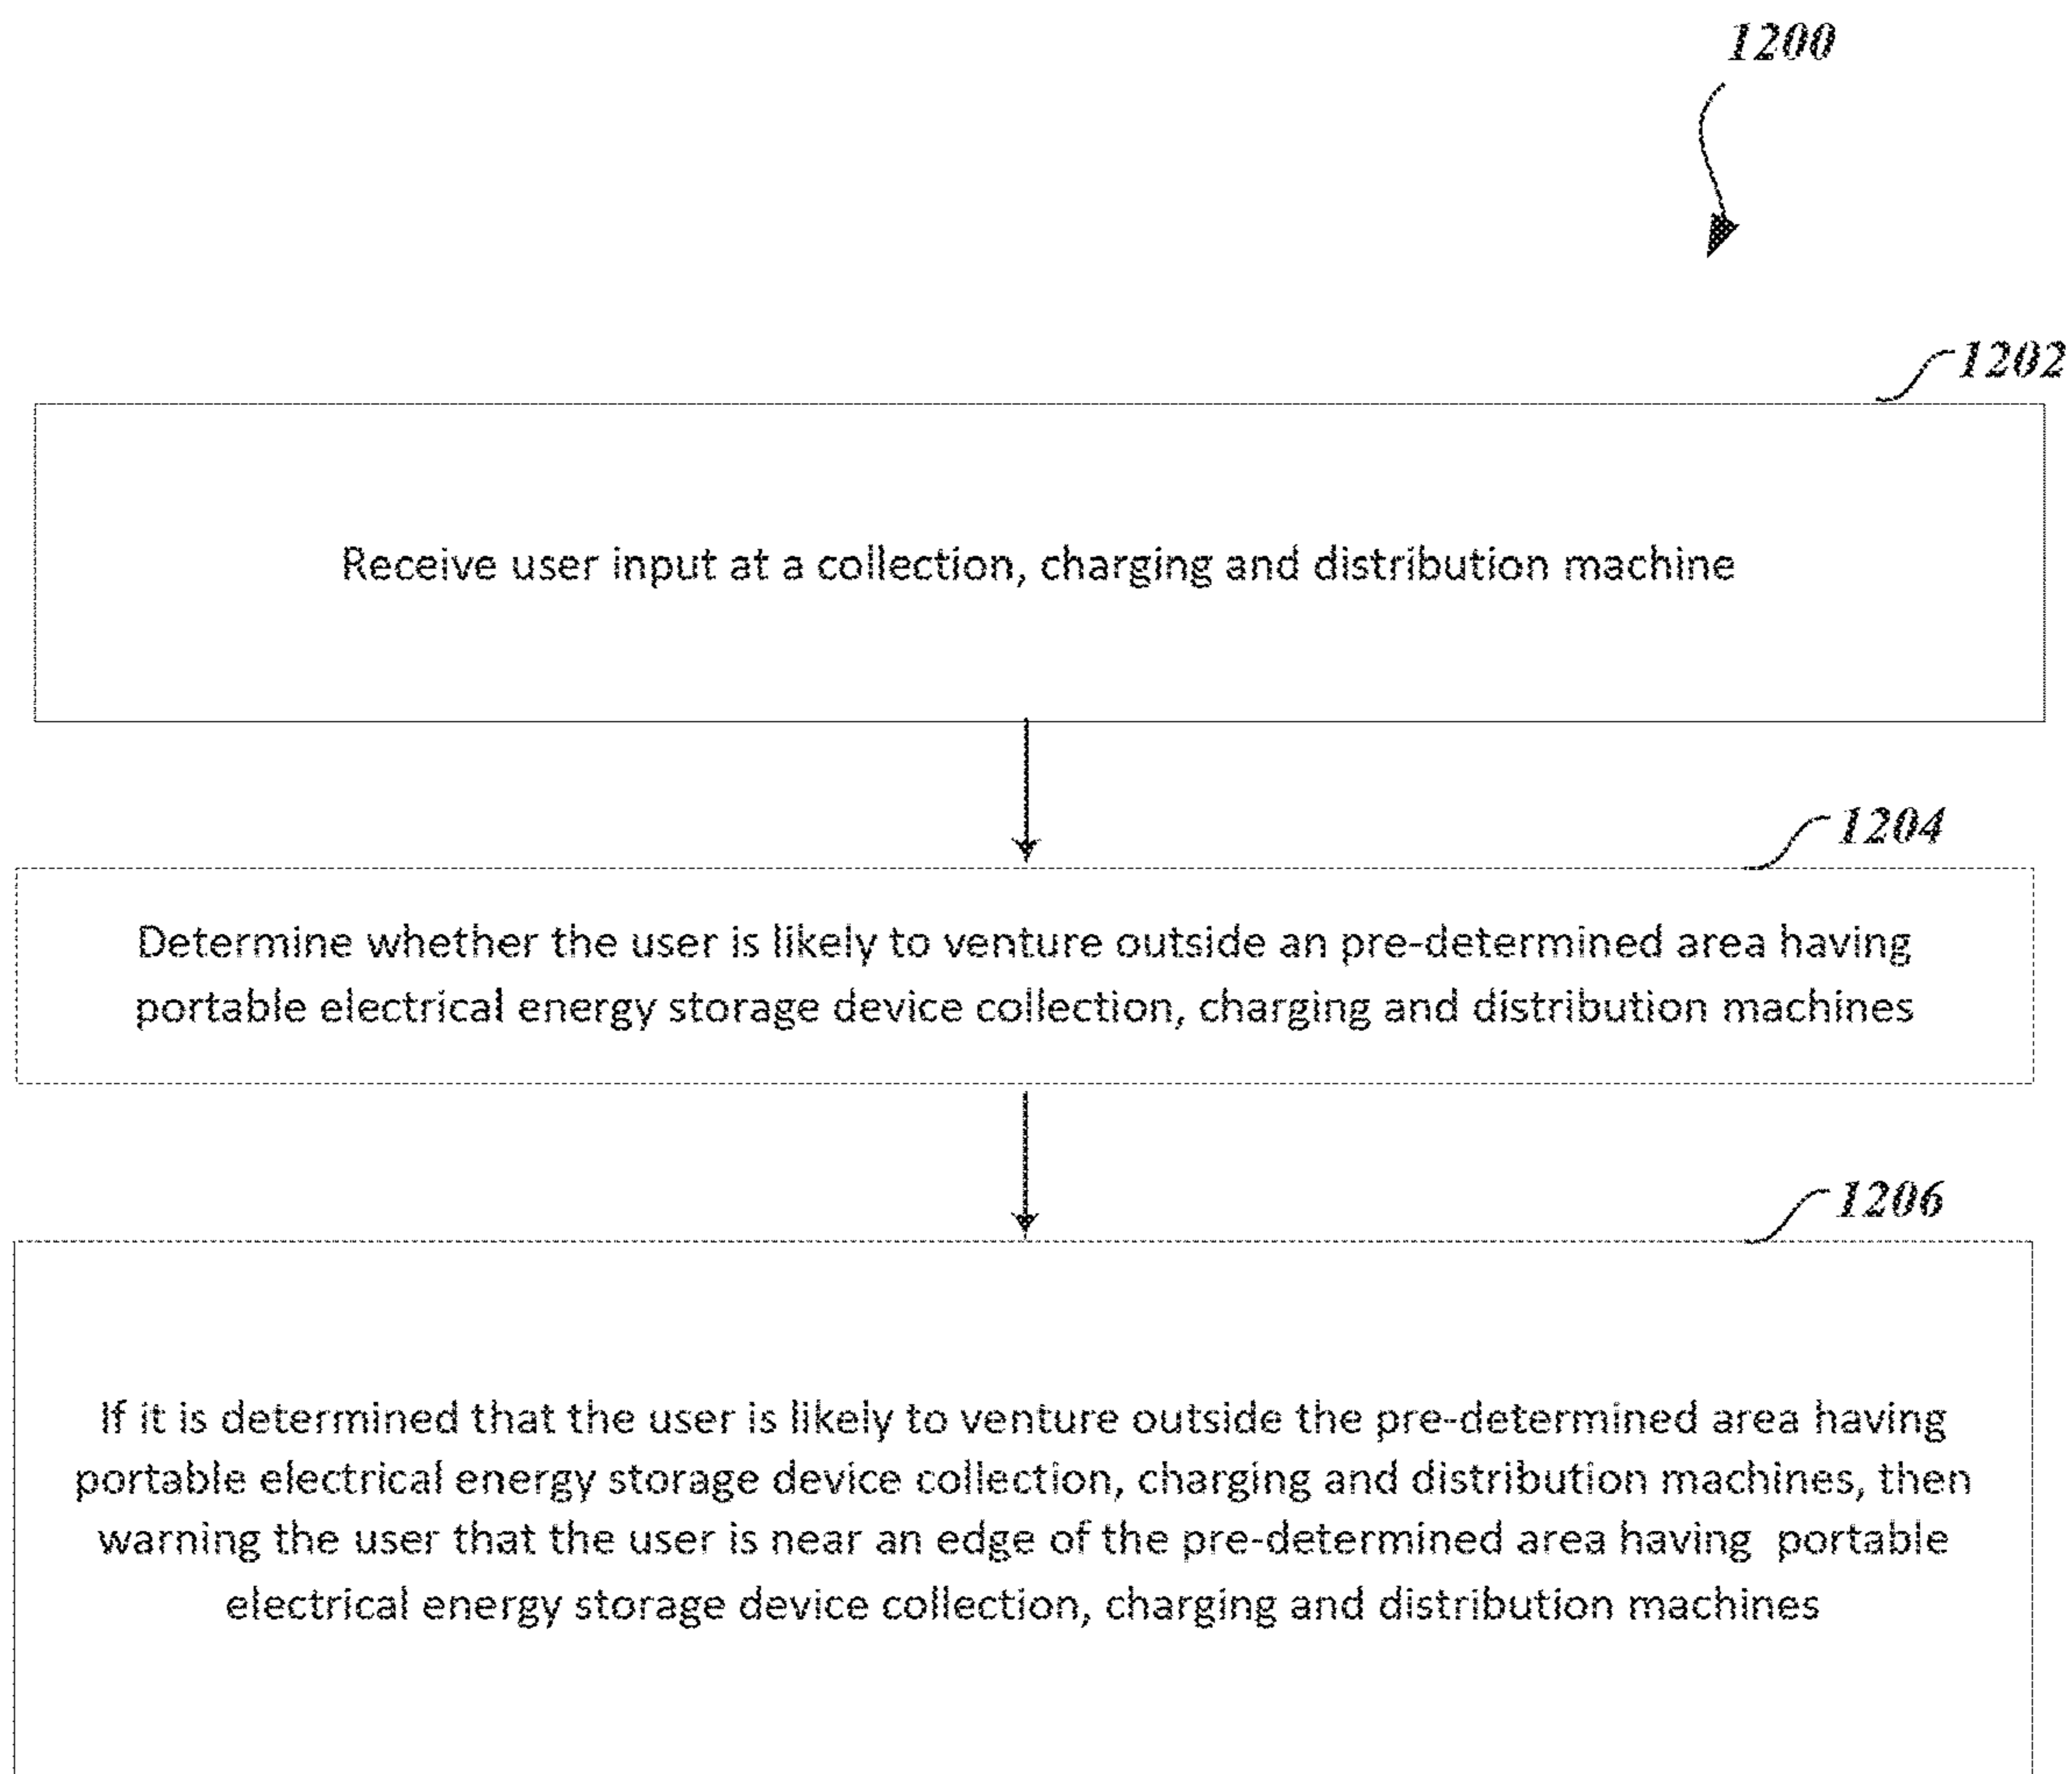 1200
1202
Receive user input at a collection, charging and distribution machine
1204
Determine whether the user is likely to venture outside an pre-determined area having
portable electrical energy storage device collection, charging and distribution machines
1206
If it is determined that the user is likely to venture outside the pre-determined area having
portable electrical energy storage device collection, charging and distribution machines, then
warning the user that the user is near an edge of the pre-determined area having portable
electrical energy storage device collection, charging and distribution machines